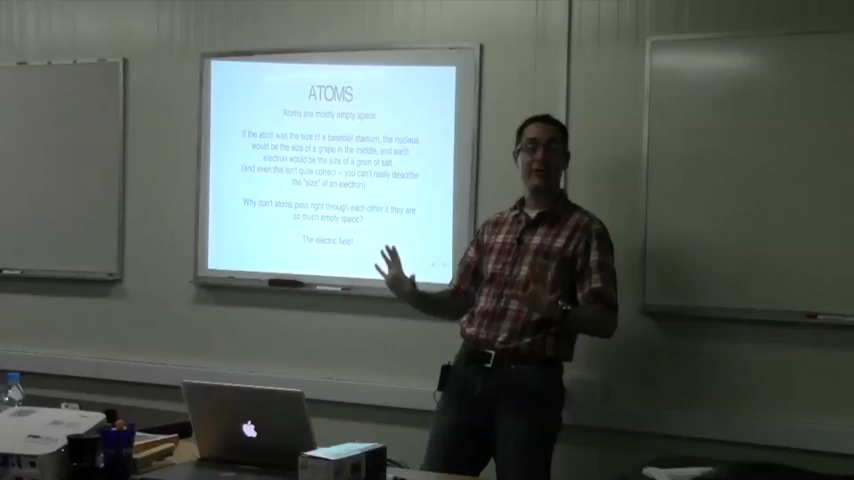 ATOMS
Atoms are mostly empty space.
If the atom was the size of a baseball stadium, the nucleus
would be the size of a grape in the middle, and each
electron would be the size of a grain of salt.
(and even this isn't quite correct – you can't really describe
the "size" of an electron)
Why don't atoms pass right through each other if they are
so much empty space?
The electric field!